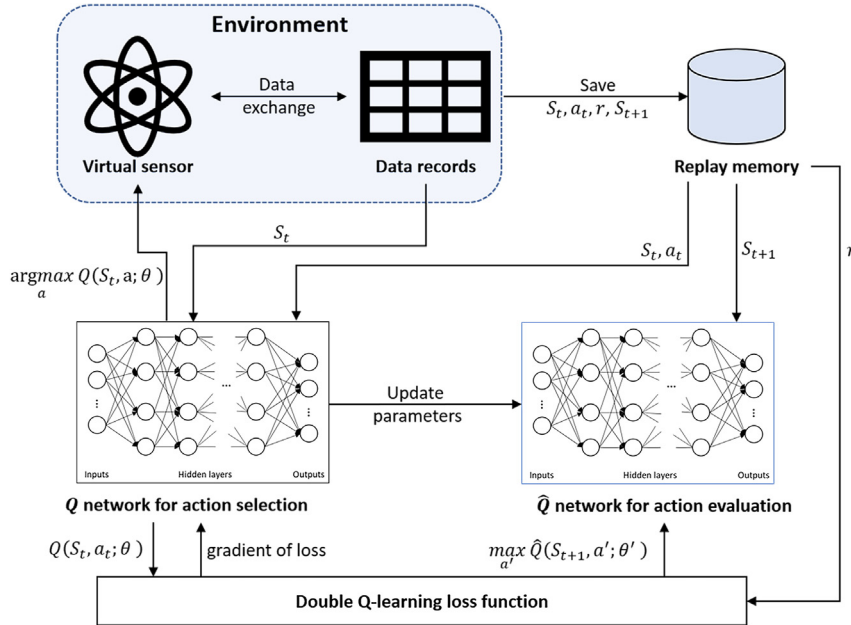 Environment
Data
exchange
Save
S_t, a_t, r, S_{t+1}
Virtual sensor
Data records
Replay memory
S_t
S_t, a_t
S_{t+1}
r
argmax Q(S_t, a; θ)
a
...
...
Update
parameters
⋮
⋮
⋮
⋮
Inputs
Hidden layers
Outputs
Inputs
Hidden layers
Outputs
Q network for action selection
Q̂ network for action evaluation
Q(S_t, a_t; θ)
gradient of loss
max Q̂(S_{t+1}, a′; θ′)
a′
Double Q-learning loss function